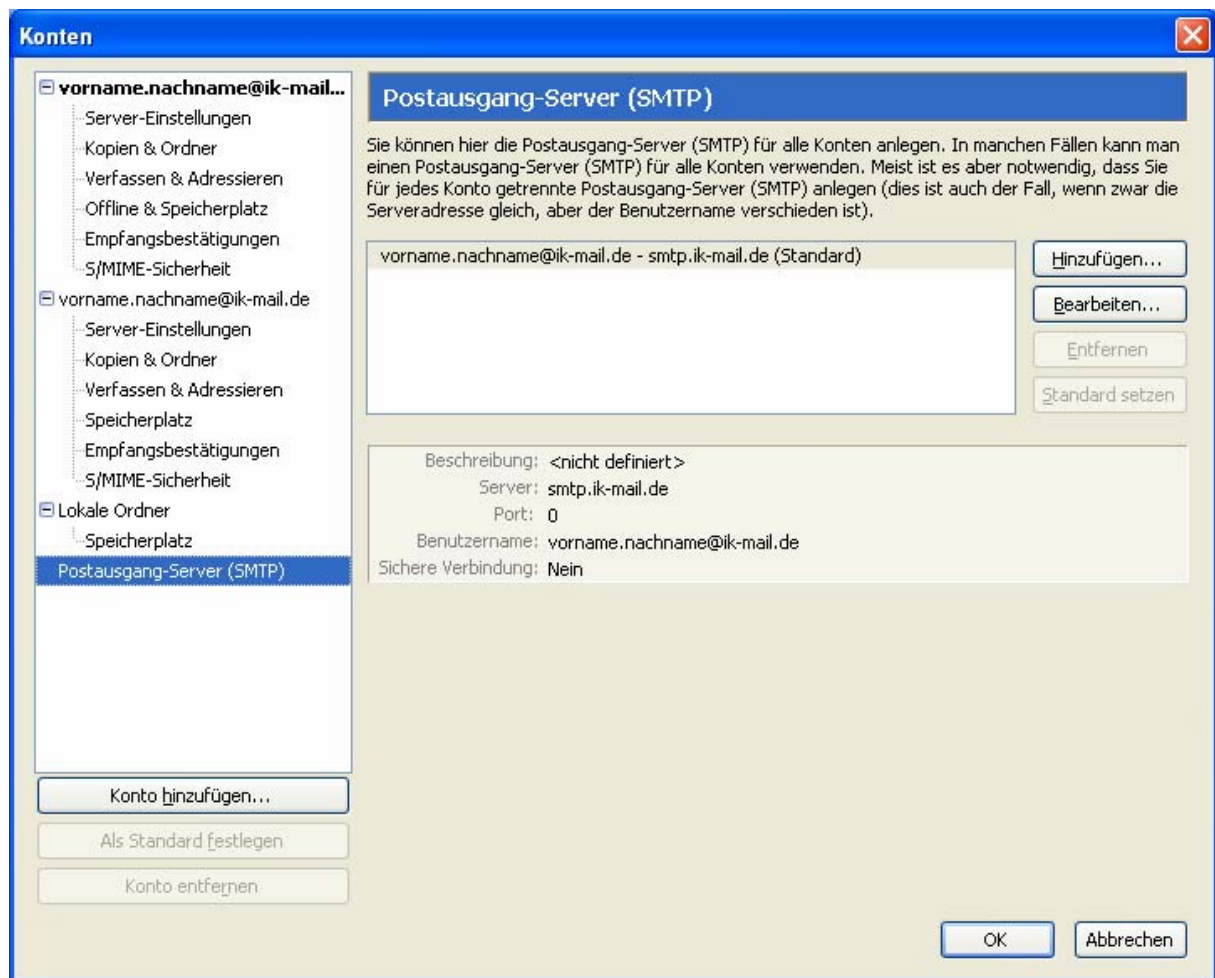 Konten
vorname.nachname@ik-mail...
Server-Einstellungen
Kopien & Ordner
Verfassen & Adressieren
Offline & Speicherplatz
Empfangsbestätigungen
S/MIME-Sicherheit
vorname.nachname@ik-mail.de
Server-Einstellungen
Kopien & Ordner
Verfassen & Adressieren
Speicherplatz
Empfangsbestätigungen
S/MIME-Sicherheit
Lokale Ordner
Speicherplatz
Postausgang-Server (SMTP)
Konto hinzufügen...
Als Standard festlegen
Konto entfernen
Postausgang-Server (SMTP)
Sie können hier die Postausgang-Server (SMTP) für alle Konten anlegen. In manchen Fällen kann man
einen Postausgang-Server (SMTP) für alle Konten verwenden. Meist ist es aber notwendig, dass Sie
für jedes Konto getrennte Postausgang-Server (SMTP) anlegen (dies ist auch der Fall, wenn zwar die
Serveradresse gleich, aber der Benutzername verschieden ist).
vorname.nachname@ik-mail.de - smtp.ik-mail.de (Standard)
Hinzufügen...
Bearbeiten...
Entfernen
Standard setzen
Beschreibung: <nicht definiert>
Server: smtp.ik-mail.de
Port: 0
Benutzername: vorname.nachname@ik-mail.de
Sichere Verbindung: Nein
OK
Abbrechen